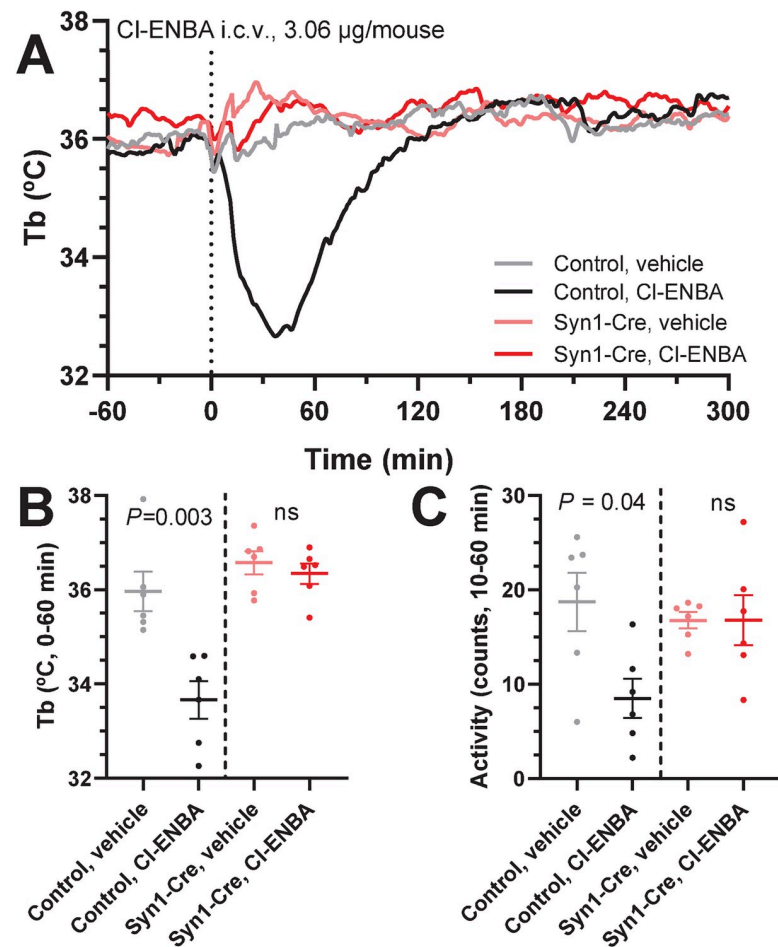 A
Cl-ENBA i.c.v., 3.06 µg/mouse
Tb (ºC)
38
36
34
32
Control, vehicle
Control, Cl-ENBA
Syn1-Cre, vehicle
Syn1-Cre, Cl-ENBA
-60 0 60 120 180 240 300
Time (min)
B
Tb (ºC, 0-60 min)
38
36
34
32
P=0.003
ns
Control, vehicle
Control, Cl-ENBA
Syn1-Cre, vehicle
Syn1-Cre, Cl-ENBA
C
Activity (counts, 10-60 min)
30
20
10
0
P = 0.04
ns
Control, vehicle
Control, Cl-ENBA
Syn1-Cre, vehicle
Syn1-Cre, Cl-ENBA